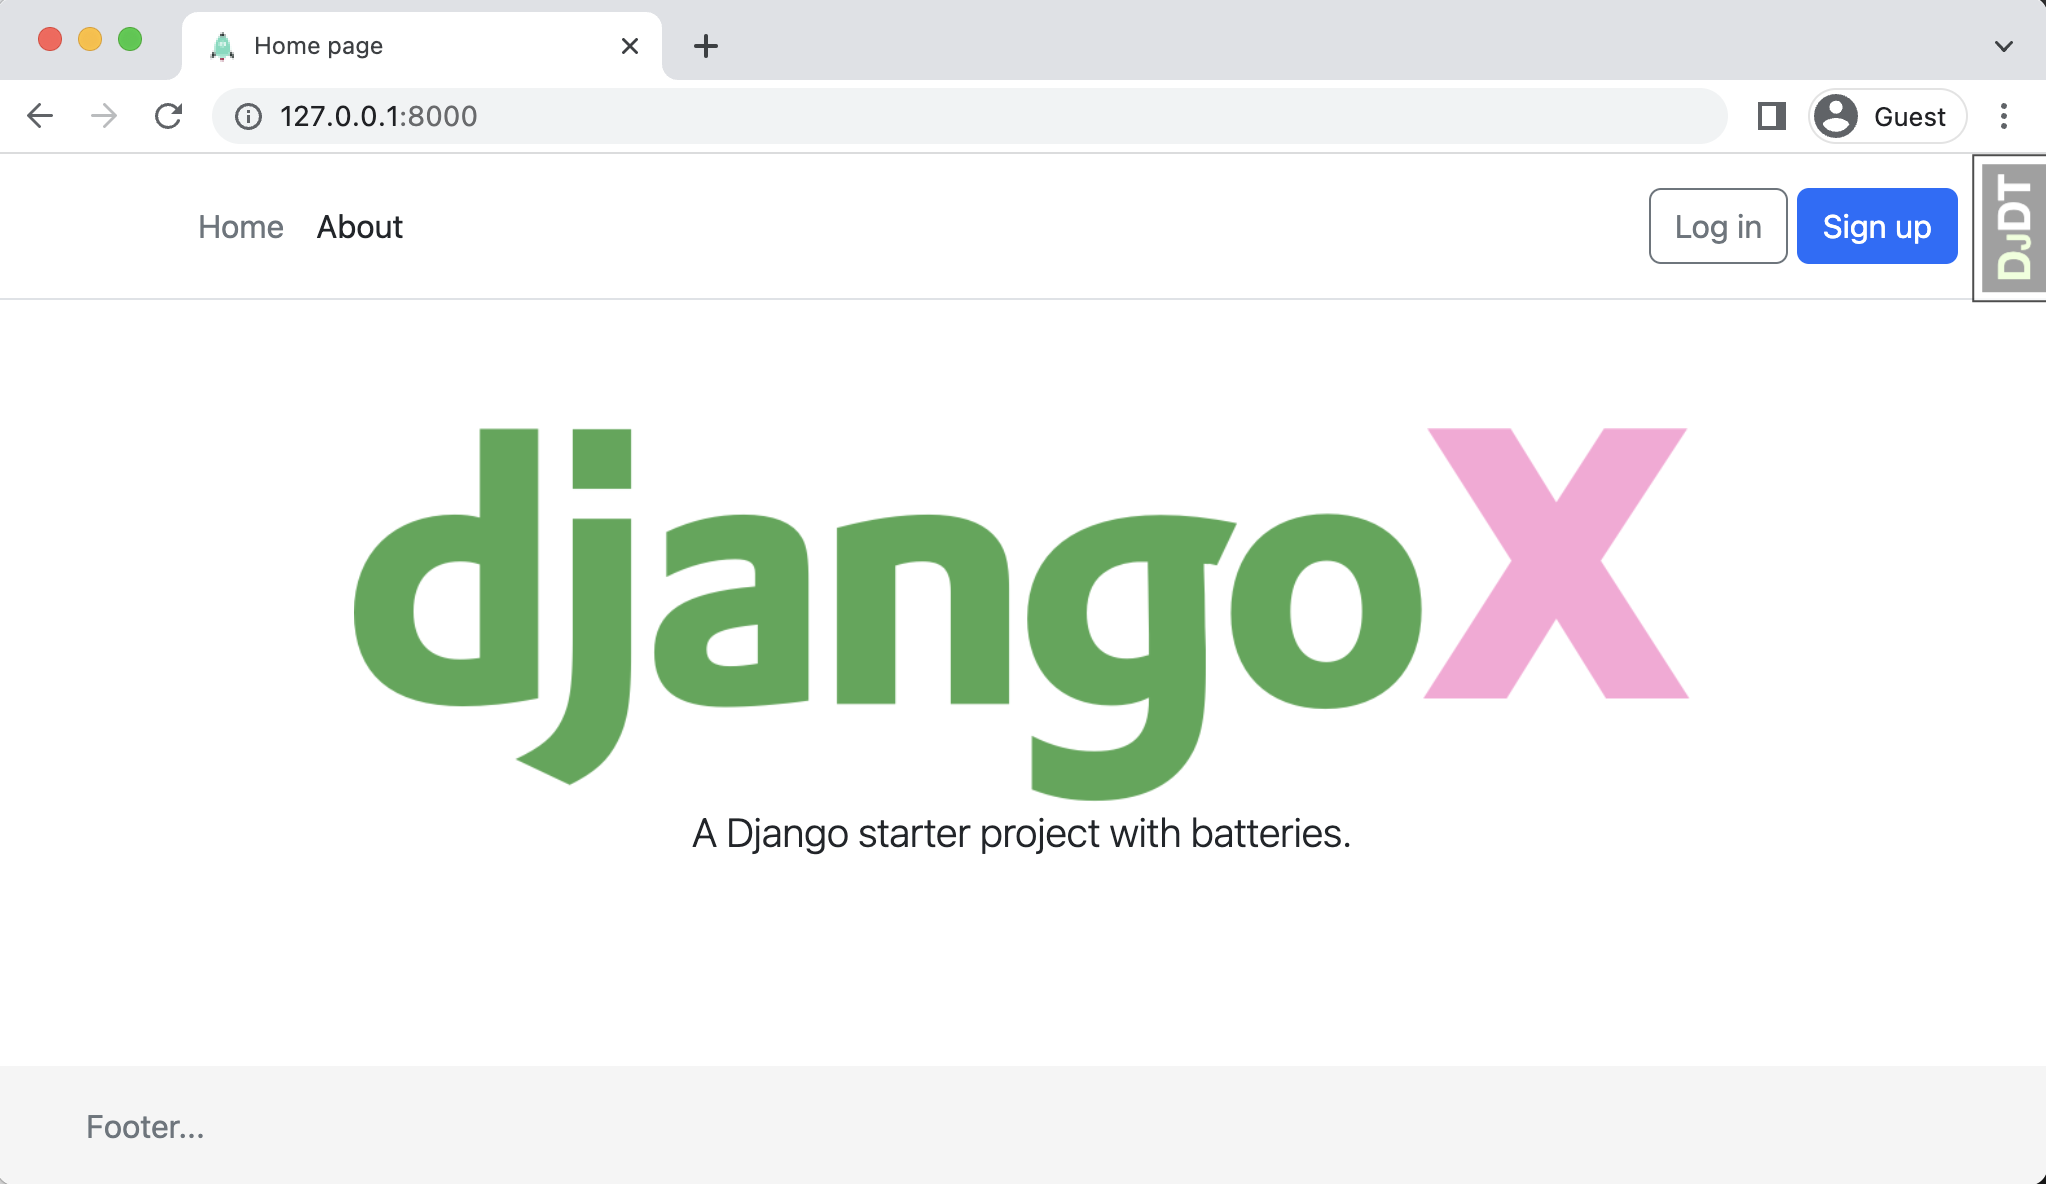 Home page
127.0.0.1:8000
Guest
Home About
Log in Sign up
DJDT
djangoX
A Django starter project with batteries.
Footer...